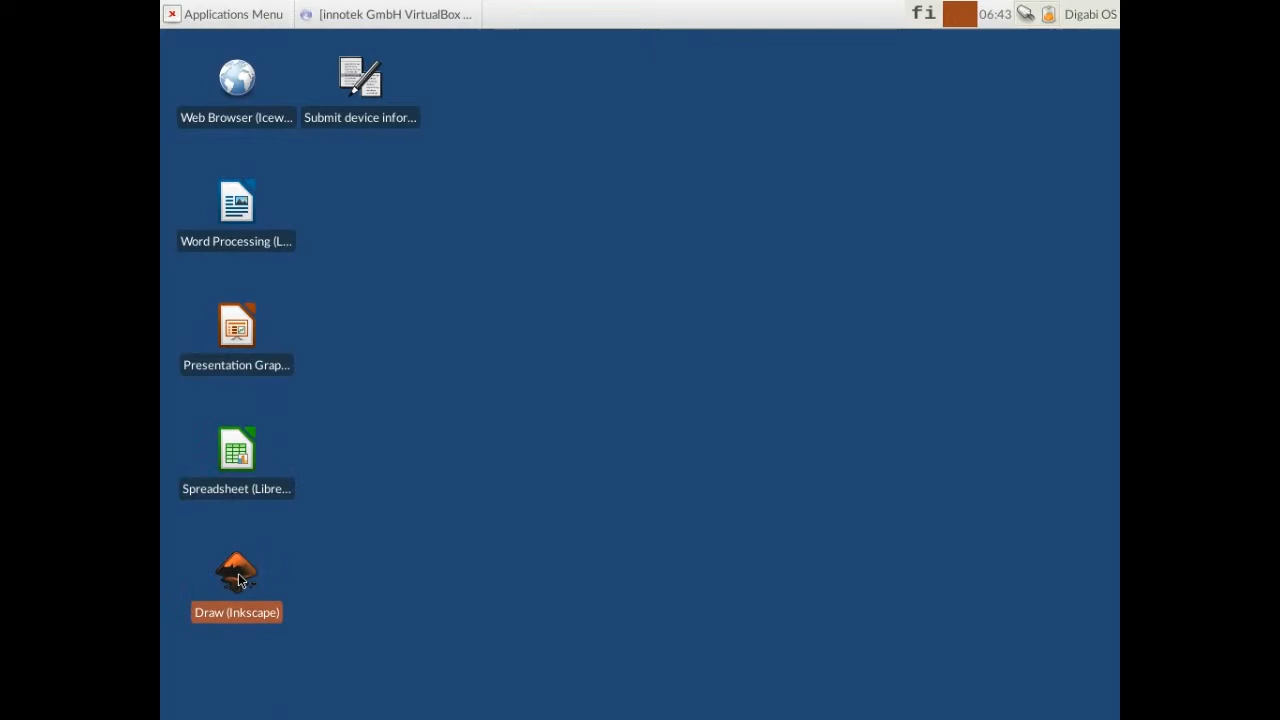 Applications Menu
[innotek GmbH VirtualBox ...
fi
06:43
Digabi OS
Web Browser (Icew...
Submit device infor...
Word Processing (L...
Presentation Grap...
Spreadsheet (Libre...
Draw (Inkscape)